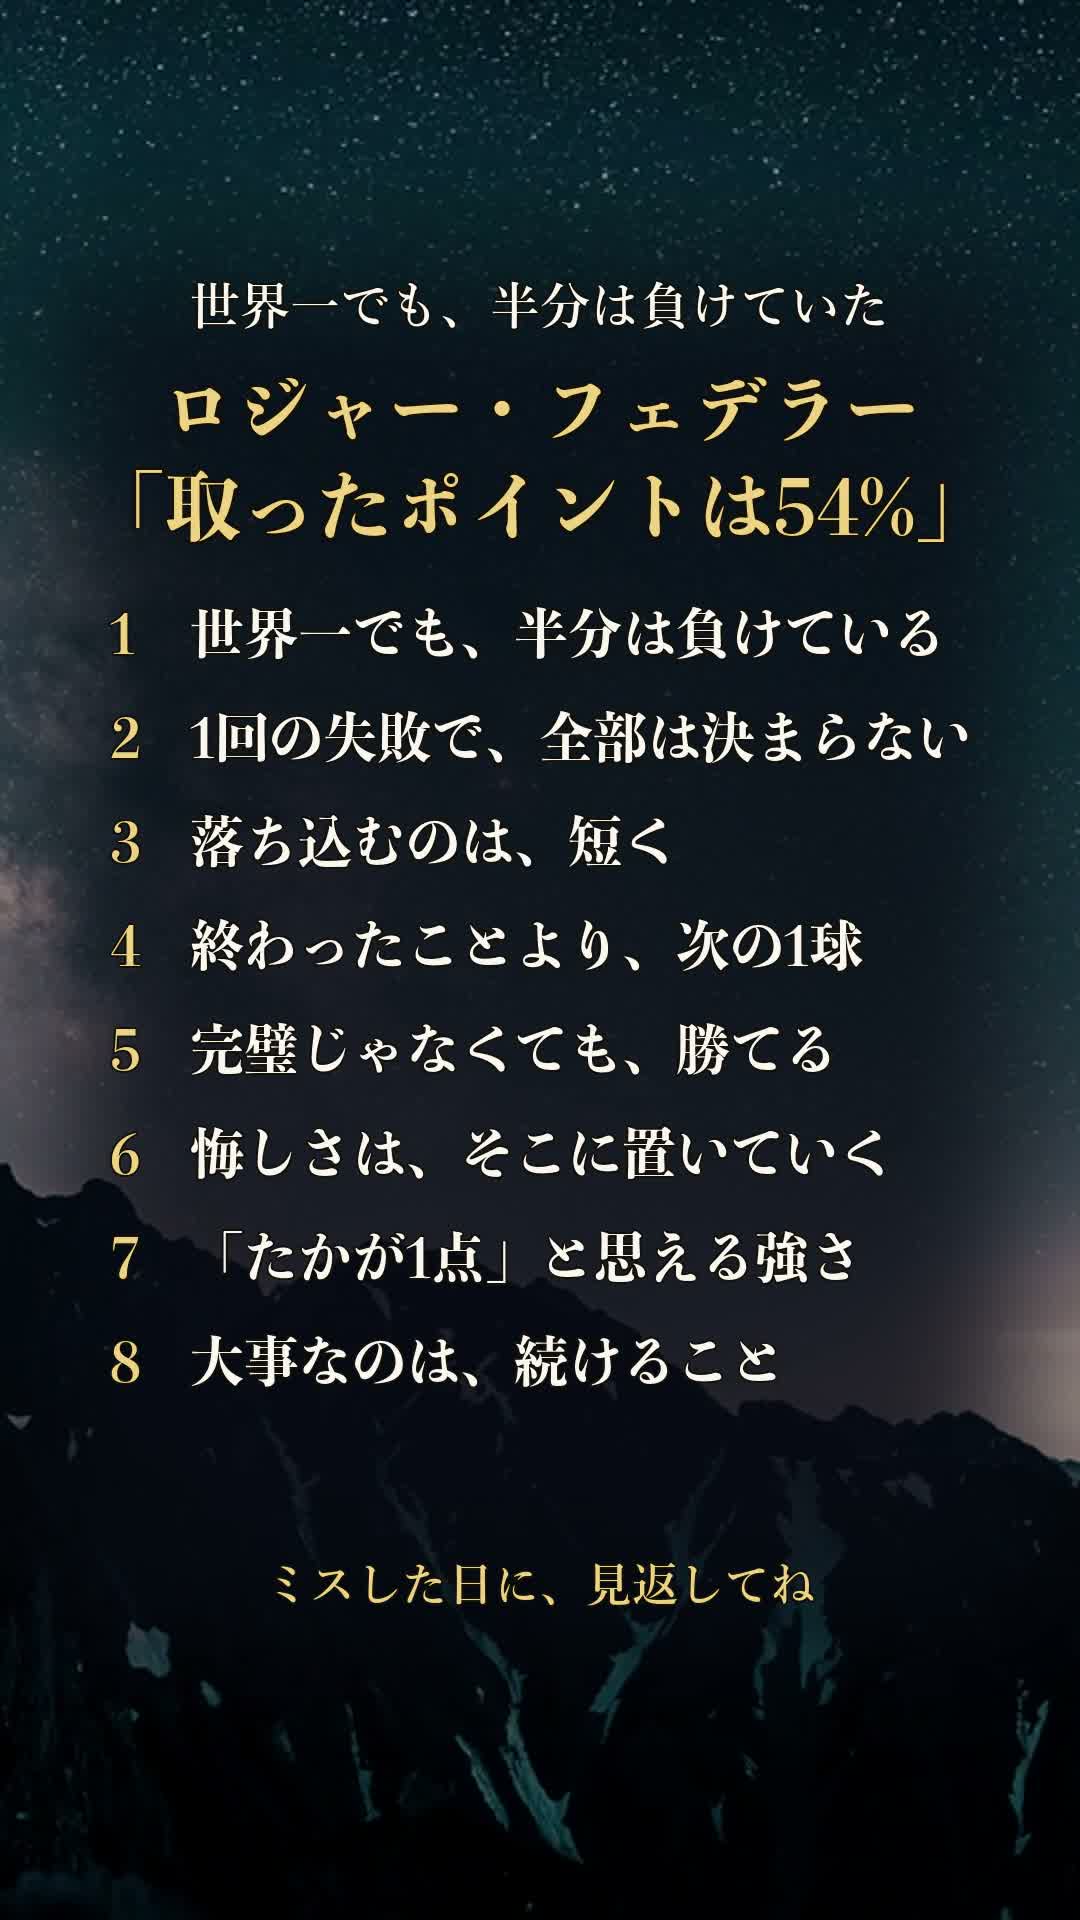 世界一でも、半分は負けていた
ロジャー・フェデラー
「取ったポイントは54%」
1 世界一でも、半分は負けている
2 1回の失敗で、全部は決まらない
3 落ち込むのは、短く
4 終わったことより、次の1球
5 完璧じゃなくても、勝てる
6 悔しさは、そこに置いていく
7 「たかが1点」と思える強さ
8 大事なのは、続けること
ミスした日に、見返してね